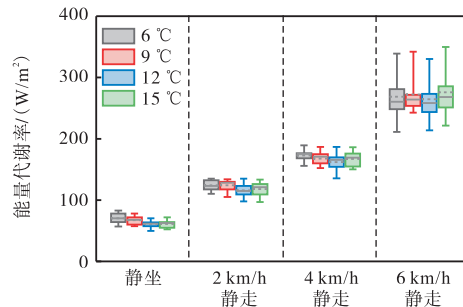 400
300
200
100
0
能量代谢率/(W/m²)
6 ℃
9 ℃
12 ℃
15 ℃
静坐
2 km/h
静走
4 km/h
静走
6 km/h
静走